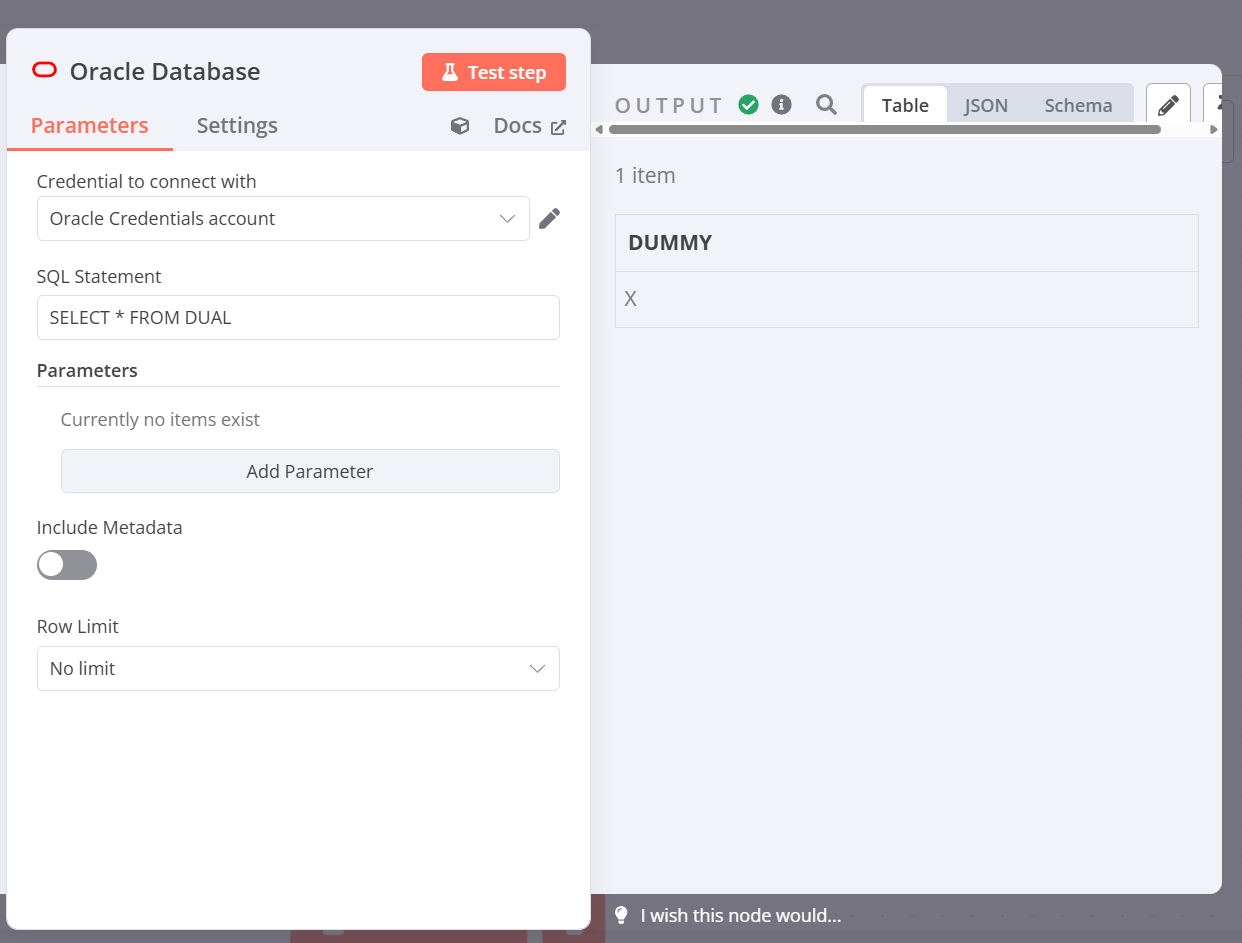 Oracle Database
Test step
Parameters
Settings
Docs
Credential to connect with
Oracle Credentials account
SQL Statement
SELECT * FROM DUAL
Parameters
Currently no items exist
Add Parameter
Include Metadata
Row Limit
No limit
OUTPUT
Table
JSON
Schema
1 item
DUMMY
X
I wish this node would...